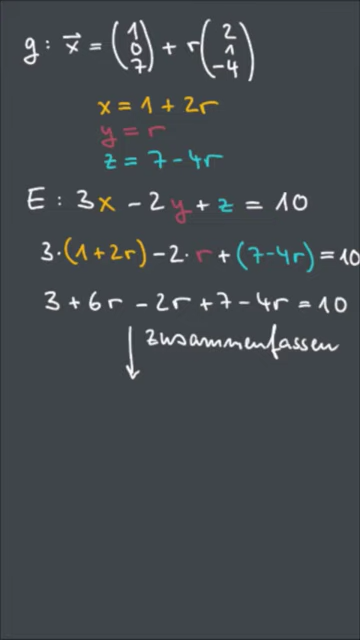 g: x⃗ = (1 0 7) + r (2 1 -4)
x = 1 + 2r
y = r
z = 7 - 4r
E: 3x - 2y + z = 10
3·(1+2r) - 2·r + (7-4r) = 10
3 + 6r - 2r + 7 - 4r = 10
↓ zusammenfassen